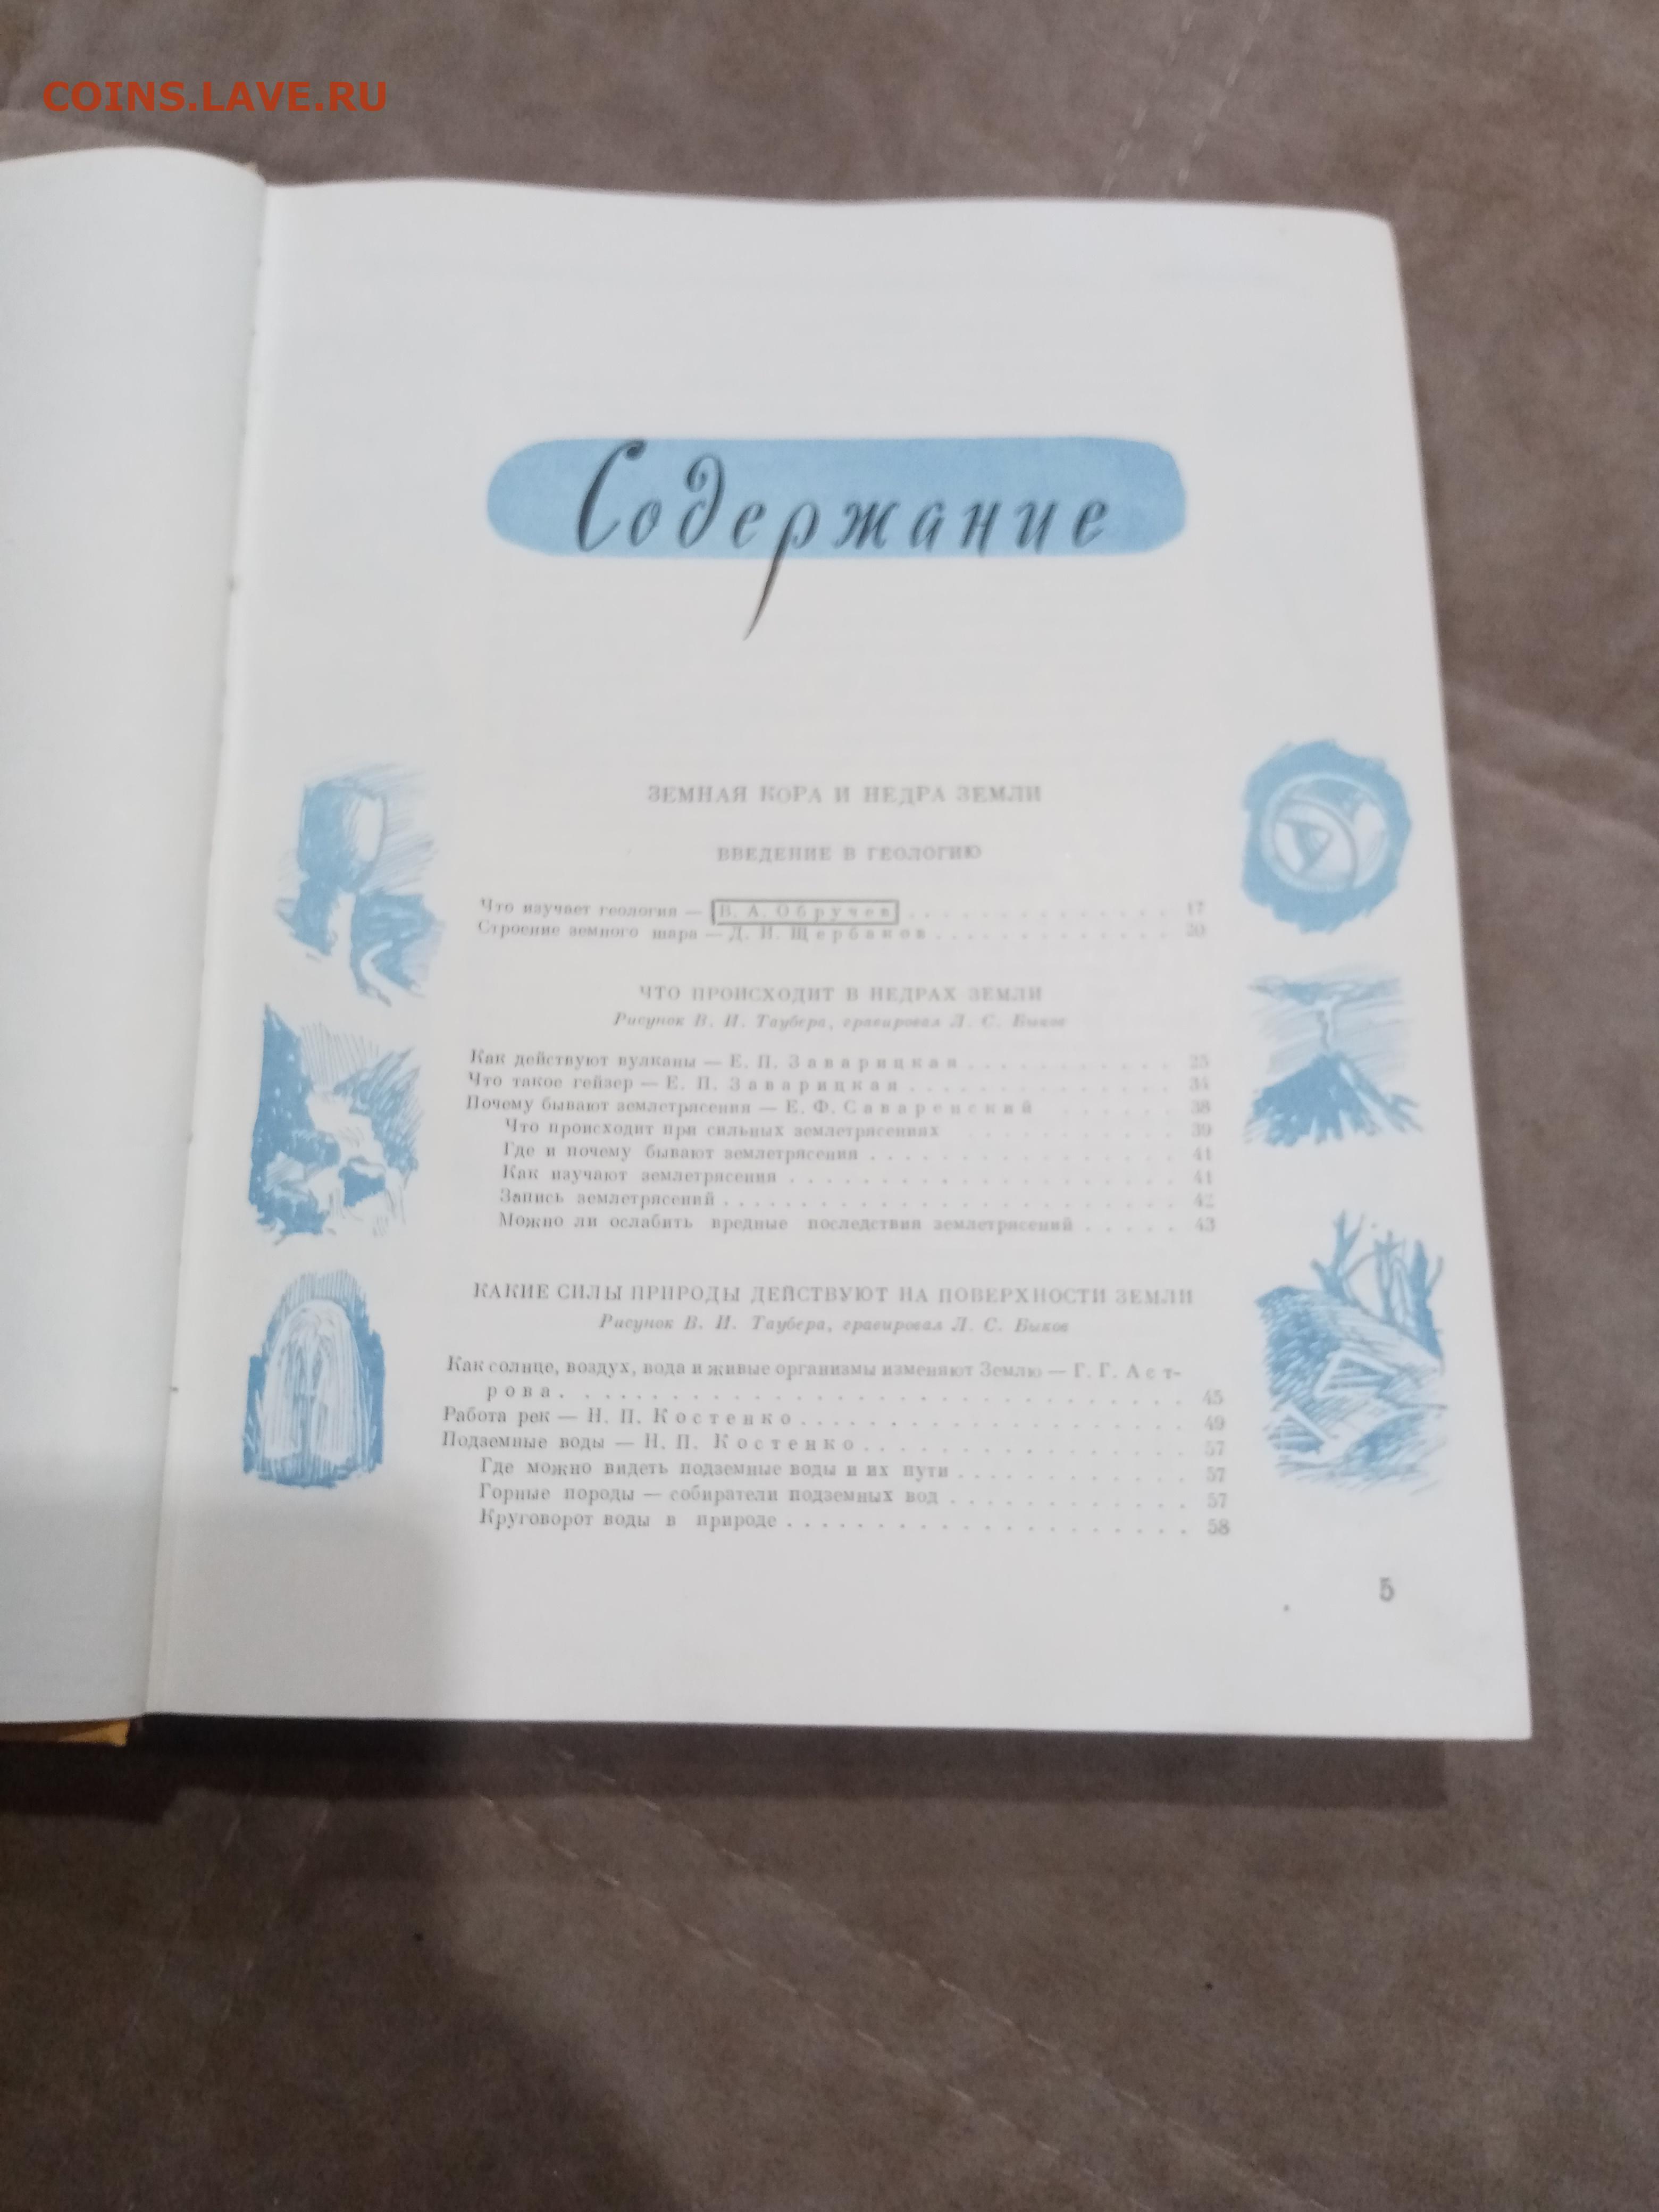 COINS.LAVE.RU
Содержание
ЗЕМНАЯ КОРА И НЕДРА ЗЕМЛИ
ВВЕДЕНИЕ В ГЕОЛОГИЮ
Что изучает геология — В. А. Обручев . . . . . . . . . . . . 17
Строение земного шара — Д. И. Щербаков . . . . . . . . . . . . 20
ЧТО ПРОИСХОДИТ В НЕДРАХ ЗЕМЛИ
Рисунок В. И. Таубера, гравировал Л. С. Быков
Как действуют вулканы — Е. П. Заварицкая . . . . . . . . . . 25
Что такое гейзер — Е. П. Заварицкая . . . . . . . . . . . . 34
Почему бывают землетрясения — Е. Ф. Саваренский . . . . . . 38
Что происходит при сильных землетрясениях . . . . . . . . . . 39
Где и почему бывают землетрясения . . . . . . . . . . . . . 41
Как изучают землетрясения . . . . . . . . . . . . . . . . 41
Запись землетрясений . . . . . . . . . . . . . . . . . . . 42
Можно ли ослабить вредные последствия землетрясений . . . . . 43
КАКИЕ СИЛЫ ПРИРОДЫ ДЕЙСТВУЮТ НА ПОВЕРХНОСТИ ЗЕМЛИ
Рисунок В. И. Таубера, гравировал Л. С. Быков
Как солнце, воздух, вода и живые организмы изменяют Землю — Г. Г. Аст-
рова . . . . . . . . . . . . . . . . . . . . . . . . . . 45
Работа рек — Н. П. Костенко . . . . . . . . . . . . . . . . 49
Подземные воды — Н. П. Костенко . . . . . . . . . . . . . . 57
Где можно видеть подземные воды и их пути . . . . . . . . . . 57
Горные породы — собиратели подземных вод . . . . . . . . . . 57
Круговорот воды в природе . . . . . . . . . . . . . . . . . . 58
5